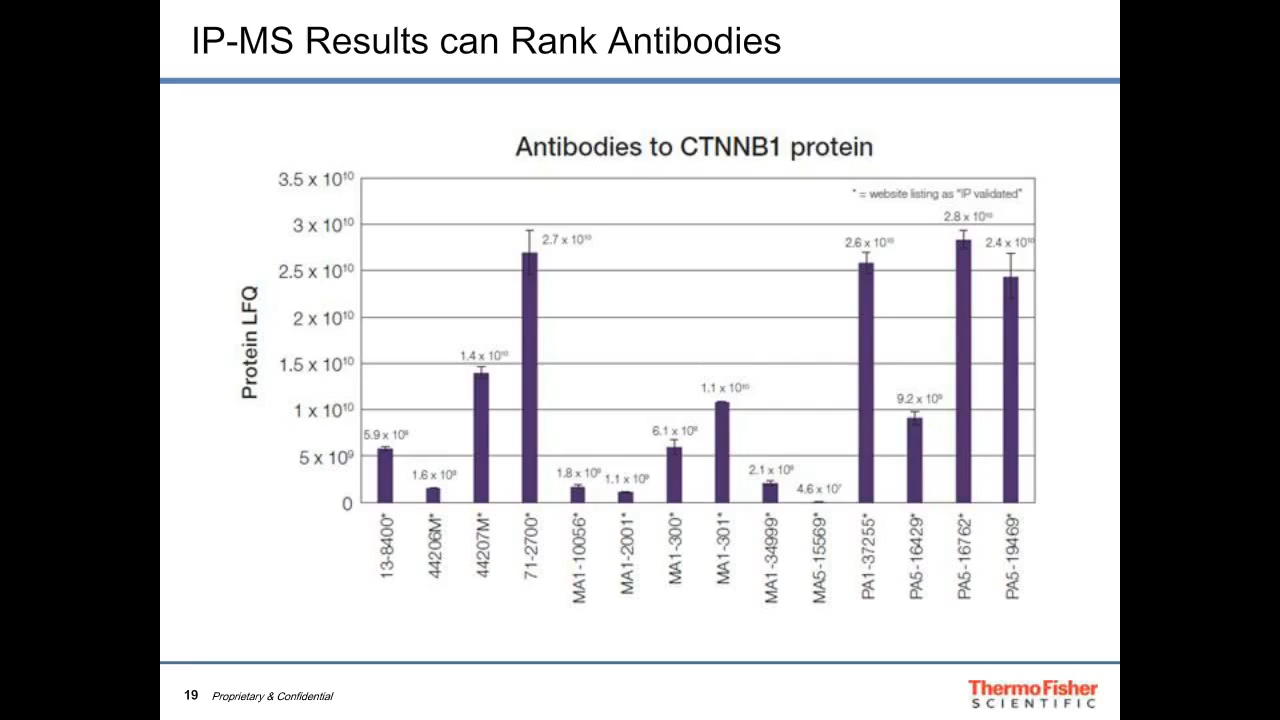 IP-MS Results can Rank Antibodies
Antibodies to CTNNB1 protein
* = website listing as "IP validated"
Protein LFQ
3.5 x 10¹⁰
3 x 10¹⁰
2.5 x 10¹⁰
2 x 10¹⁰
1.5 x 10¹⁰
1 x 10¹⁰
5 x 10⁹
0
5.9 x 10⁹
1.6 x 10⁹
1.4 x 10¹⁰
2.7 x 10¹⁰
1.8 x 10⁹
1.1 x 10⁹
6.1 x 10⁹
1.1 x 10¹⁰
2.1 x 10⁹
4.6 x 10⁷
2.6 x 10¹⁰
9.2 x 10⁹
2.8 x 10¹⁰
2.4 x 10¹⁰
13-8400*
44206M*
44207M*
71-2700*
MA1-10056*
MA1-2001*
MA1-300*
MA1-301*
MA1-34999*
MA5-15569*
PA1-37255*
PA5-16429*
PA5-16762*
PA5-19469*
19 Proprietary & Confidential
ThermoFisher
SCIENTIFIC